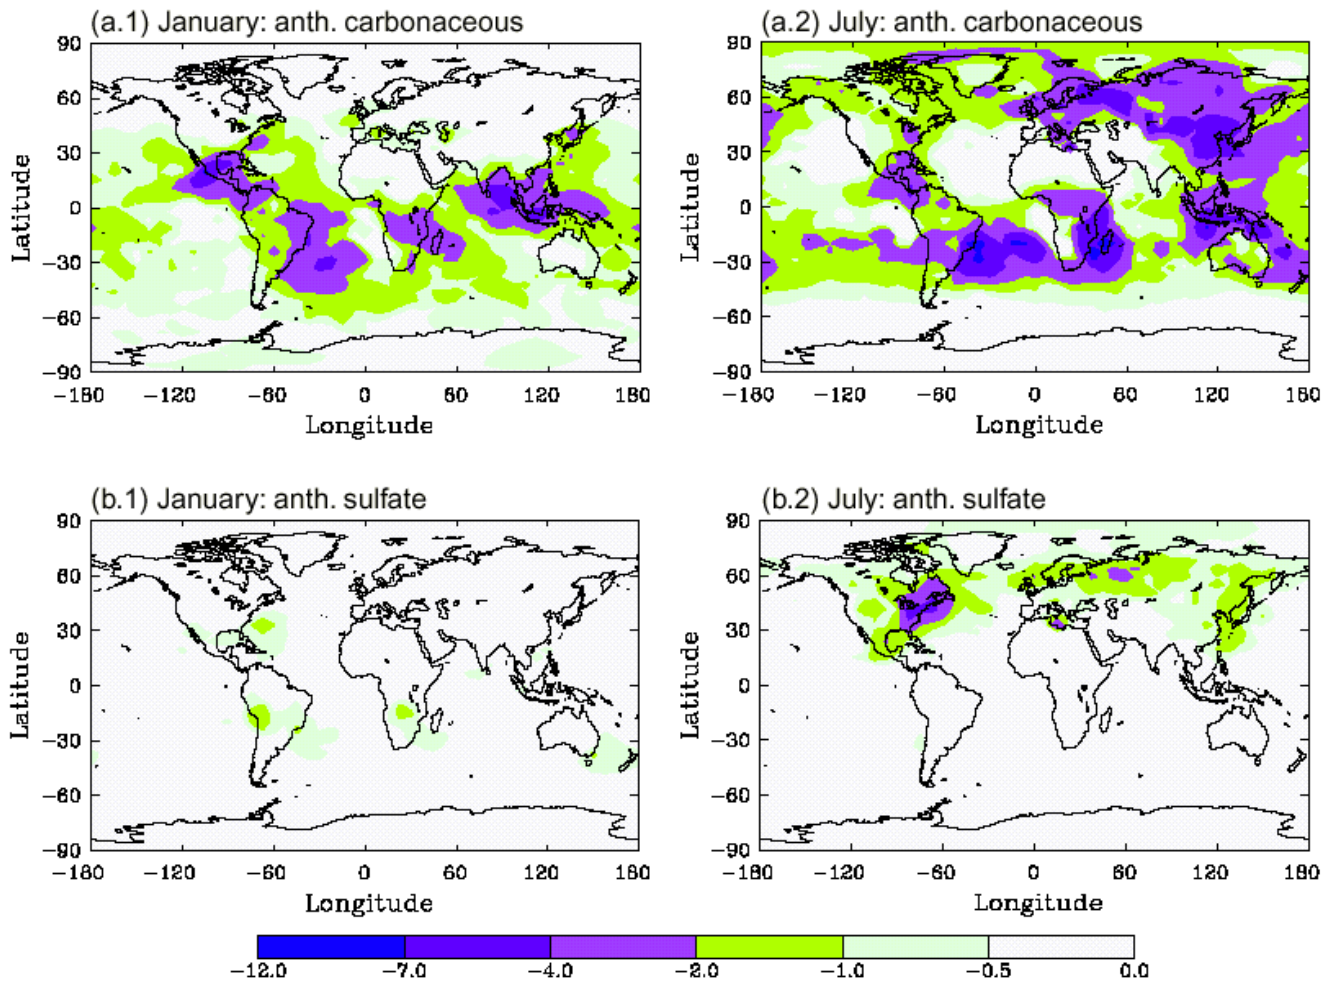 (a.1) January: anth. carbonaceous
(a.2) July: anth. carbonaceous
90
60
30
0
−30
−60
−90
Latitude
−180 −120 −60 0 60 120 180
Longitude
90
60
30
0
−30
−60
−90
Latitude
−180 −120 −60 0 60 120 180
Longitude
(b.1) January: anth. sulfate
(b.2) July: anth. sulfate
90
60
30
0
−30
−60
−90
Latitude
−180 −120 −60 0 60 120 180
Longitude
90
60
30
0
−30
−60
−90
Latitude
−180 −120 −60 0 60 120 180
Longitude
−12.0 −7.0 −4.0 −2.0 −1.0 −0.5 0.0